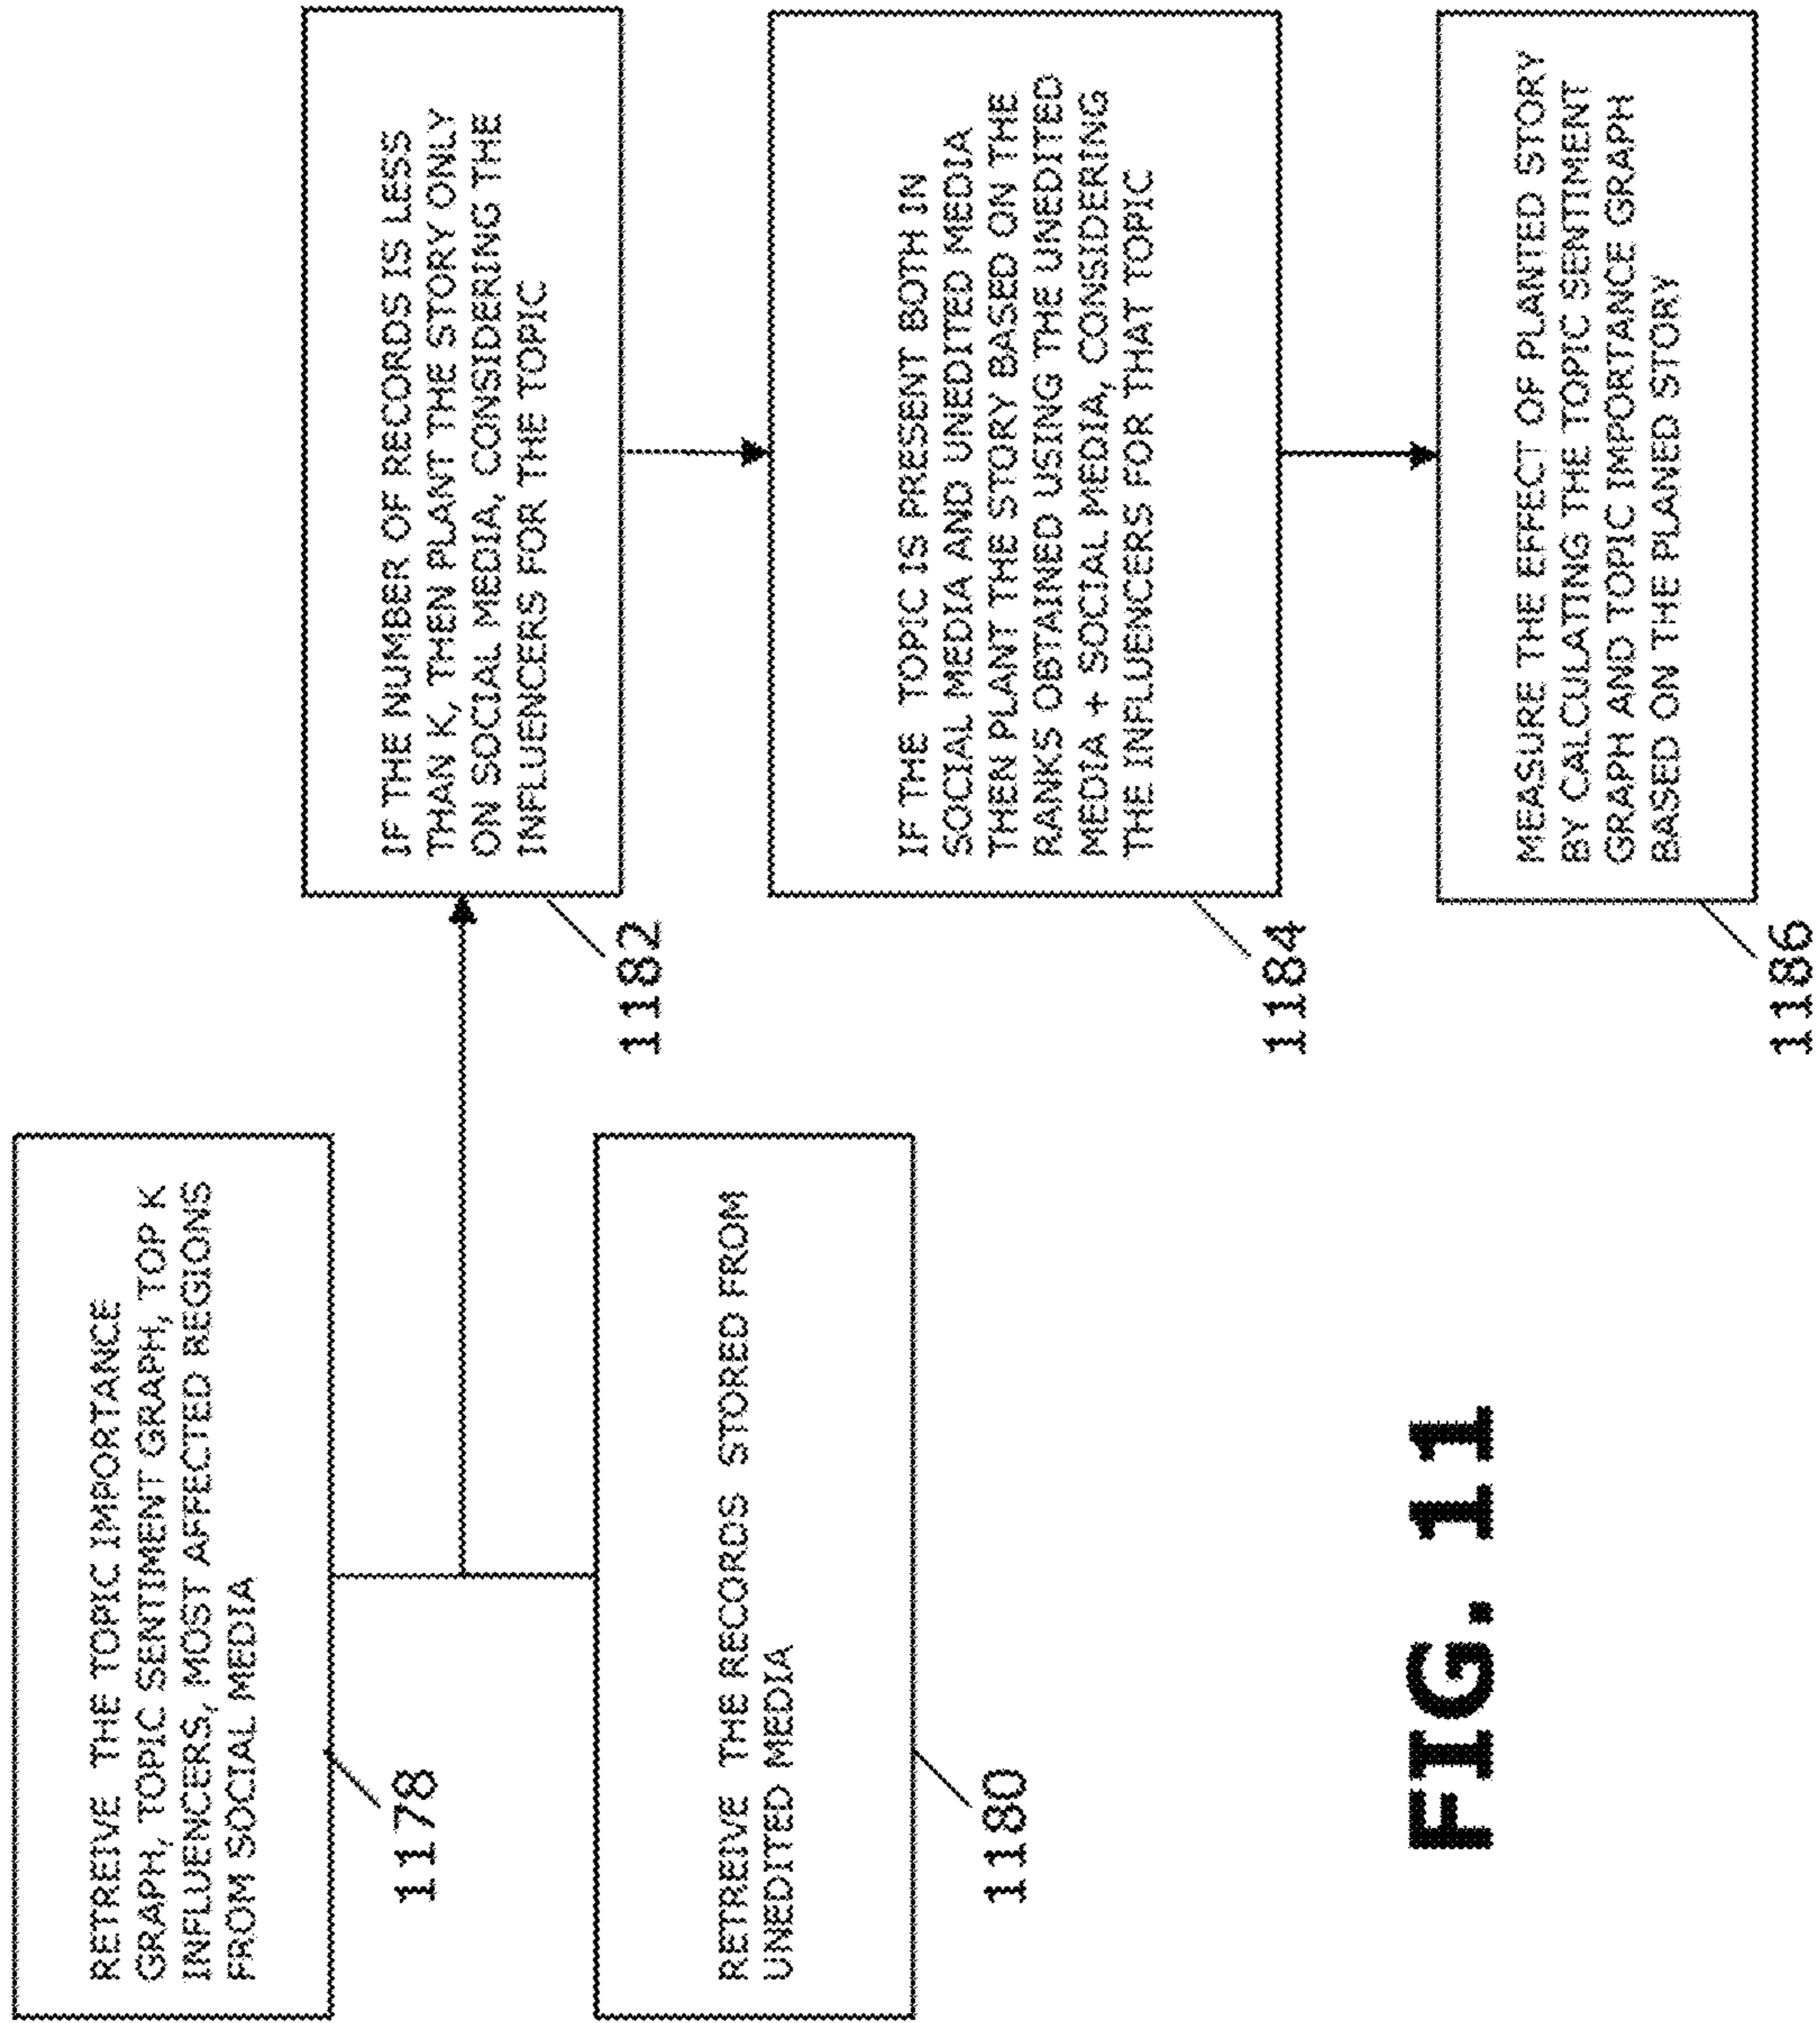 RETREIVE THE TOPIC IMPORTANCE
GRAPH, TOPIC SENTIMENT GRAPH, TOP K
INFLUENCERS, MOST AFFECTED REGIONS
FROM SOCIAL MEDIA
1178
RETREIVE THE RECORDS STORED FROM
UNEDITED MEDIA
1180
IF THE NUMBER OF RECORDS IS LESS
THAN K, THEN PLANT THE STORY ONLY
ON SOCIAL MEDIA, CONSIDERING THE
INFLUENCERS FOR THE TOPIC
1182
IF THE TOPIC IS PRESENT BOTH IN
SOCIAL MEDIA AND UNEDITED MEDIA
THEN PLANT THE STORY BASED ON THE
RANKS OBTAINED USING THE UNEDITED
MEDIA + SOCIAL MEDIA, CONSIDERING
THE INFLUENCERS FOR THAT TOPIC
1184
MEASURE THE EFFECT OF PLANTED STORY
BY CALCULATING THE TOPIC SENTIMENT
GRAPH AND TOPIC IMPORTANCE GRAPH
BASED ON THE PLANED STORY
1186
FIG. 11